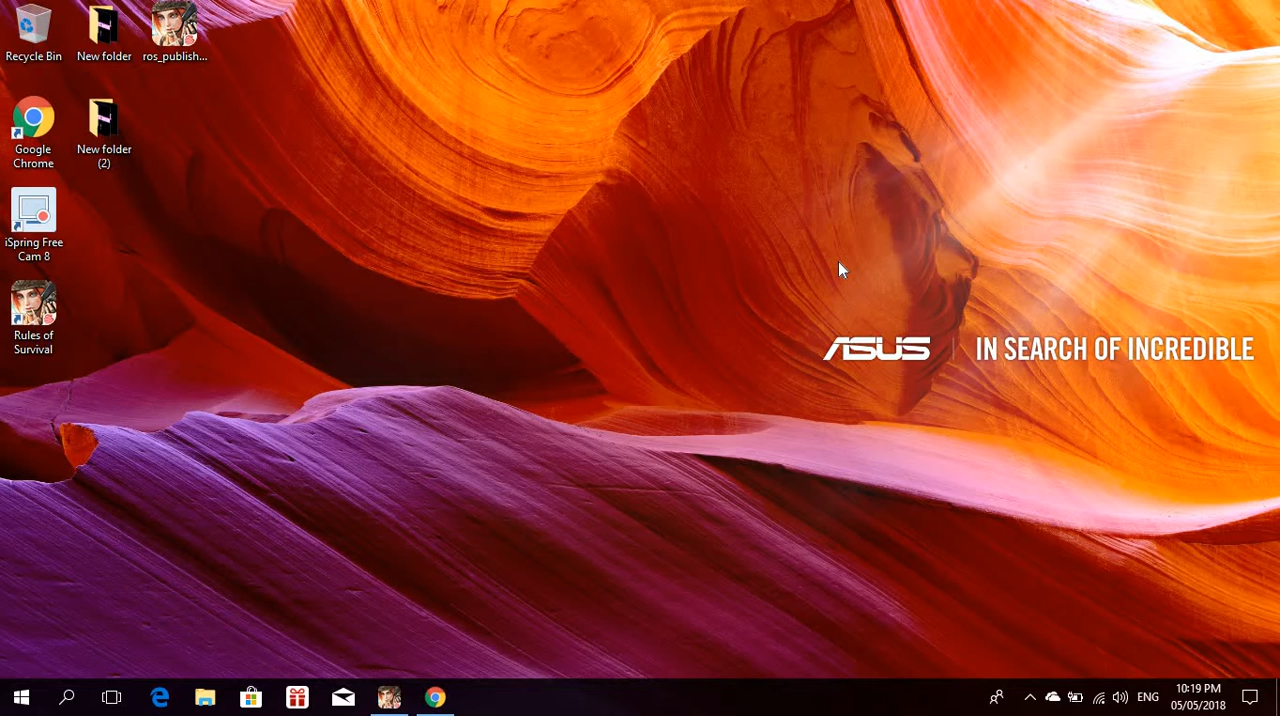 Recycle Bin
New folder
ros_publish...
Google
Chrome
New folder
(2)
iSpring Free
Cam 8
Rules of
Survival
ASUS | IN SEARCH OF INCREDIBLE
ENG
10:19 PM
05/05/2018